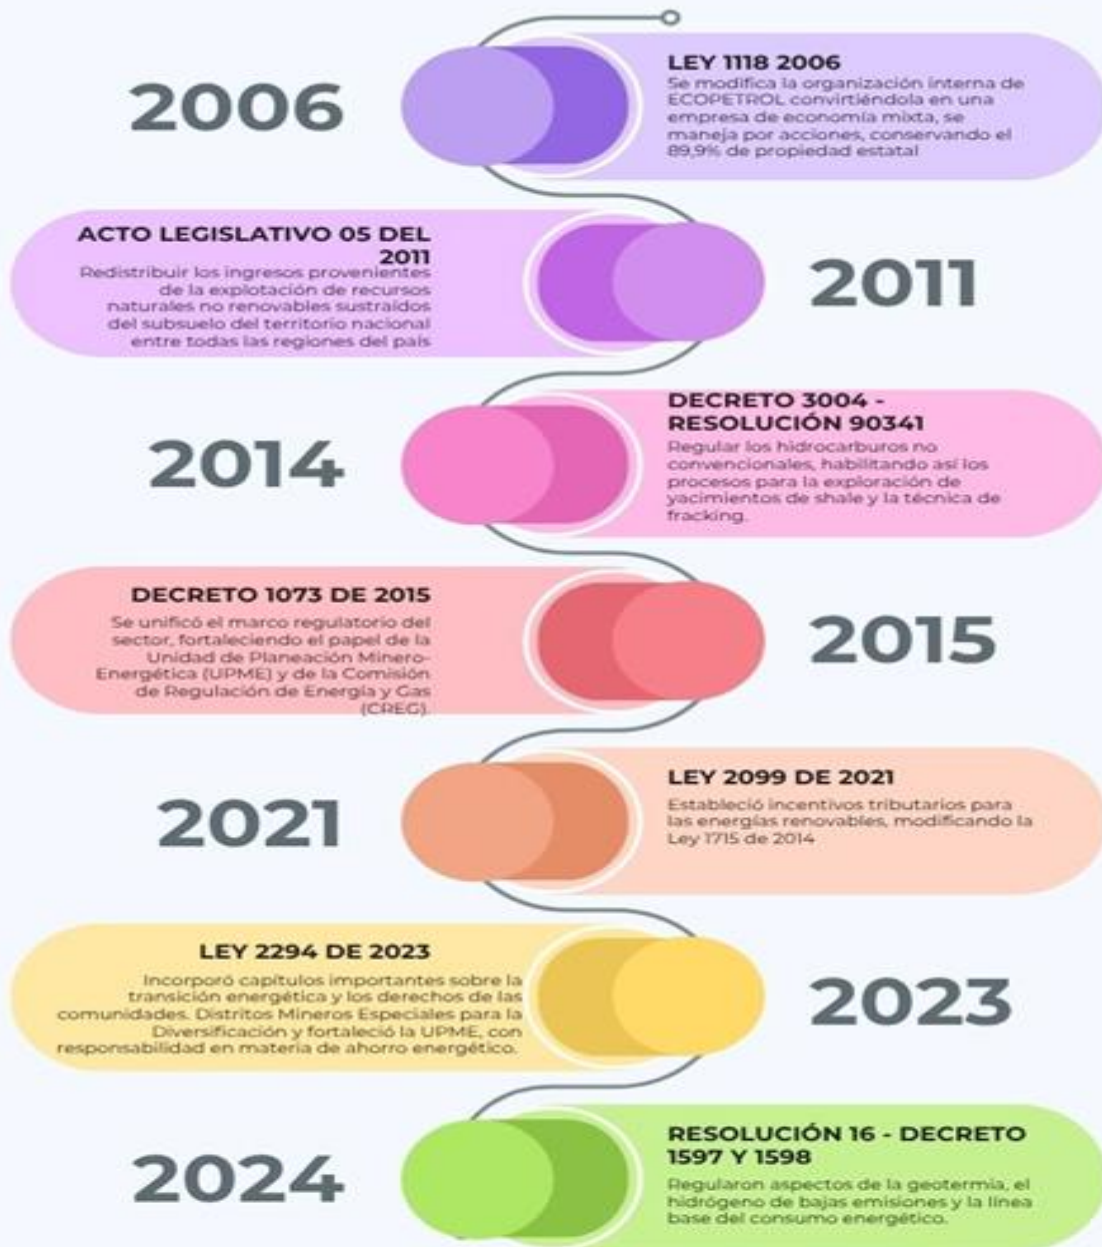 2006
LEY 1118 2006
Se modifica la organización interna de
ECOPETROL convirtiéndola en una
empresa de economía mixta, se
maneja por acciones, conservando el
89,9% de propiedad estatal
ACTO LEGISLATIVO 05 DEL
2011
Redistribuir los ingresos provenientes
de la explotación de recursos
naturales no renovables sustraídos
del subsuelo del territorio nacional
entre todas las regiones del país
2011
2014
DECRETO 3004 -
RESOLUCIÓN 90341
Regular los hidrocarburos no
convencionales, habilitando así los
procesos para la exploración de
yacimientos de shale y la técnica de
fracking.
DECRETO 1073 DE 2015
Se unificó el marco regulatorio del
sector, fortaleciendo el papel de la
Unidad de Planeación Minero-
Energética (UPME) y de la Comisión
de Regulación de Energía y Gas
(CREG).
2015
2021
LEY 2099 DE 2021
Estableció incentivos tributarios para
las energías renovables, modificando la
Ley 1715 de 2014
LEY 2294 DE 2023
Incorporó capítulos importantes sobre la
transición energética y los derechos de las
comunidades. Distritos Mineros Especiales para la
Diversificación y fortaleció la UPME, con
responsabilidad en materia de ahorro energético.
2023
2024
RESOLUCIÓN 16 - DECRETO
1597 Y 1598
Regularon aspectos de la geotermia, el
hidrógeno de bajas emisiones y la línea
base del consumo energético.